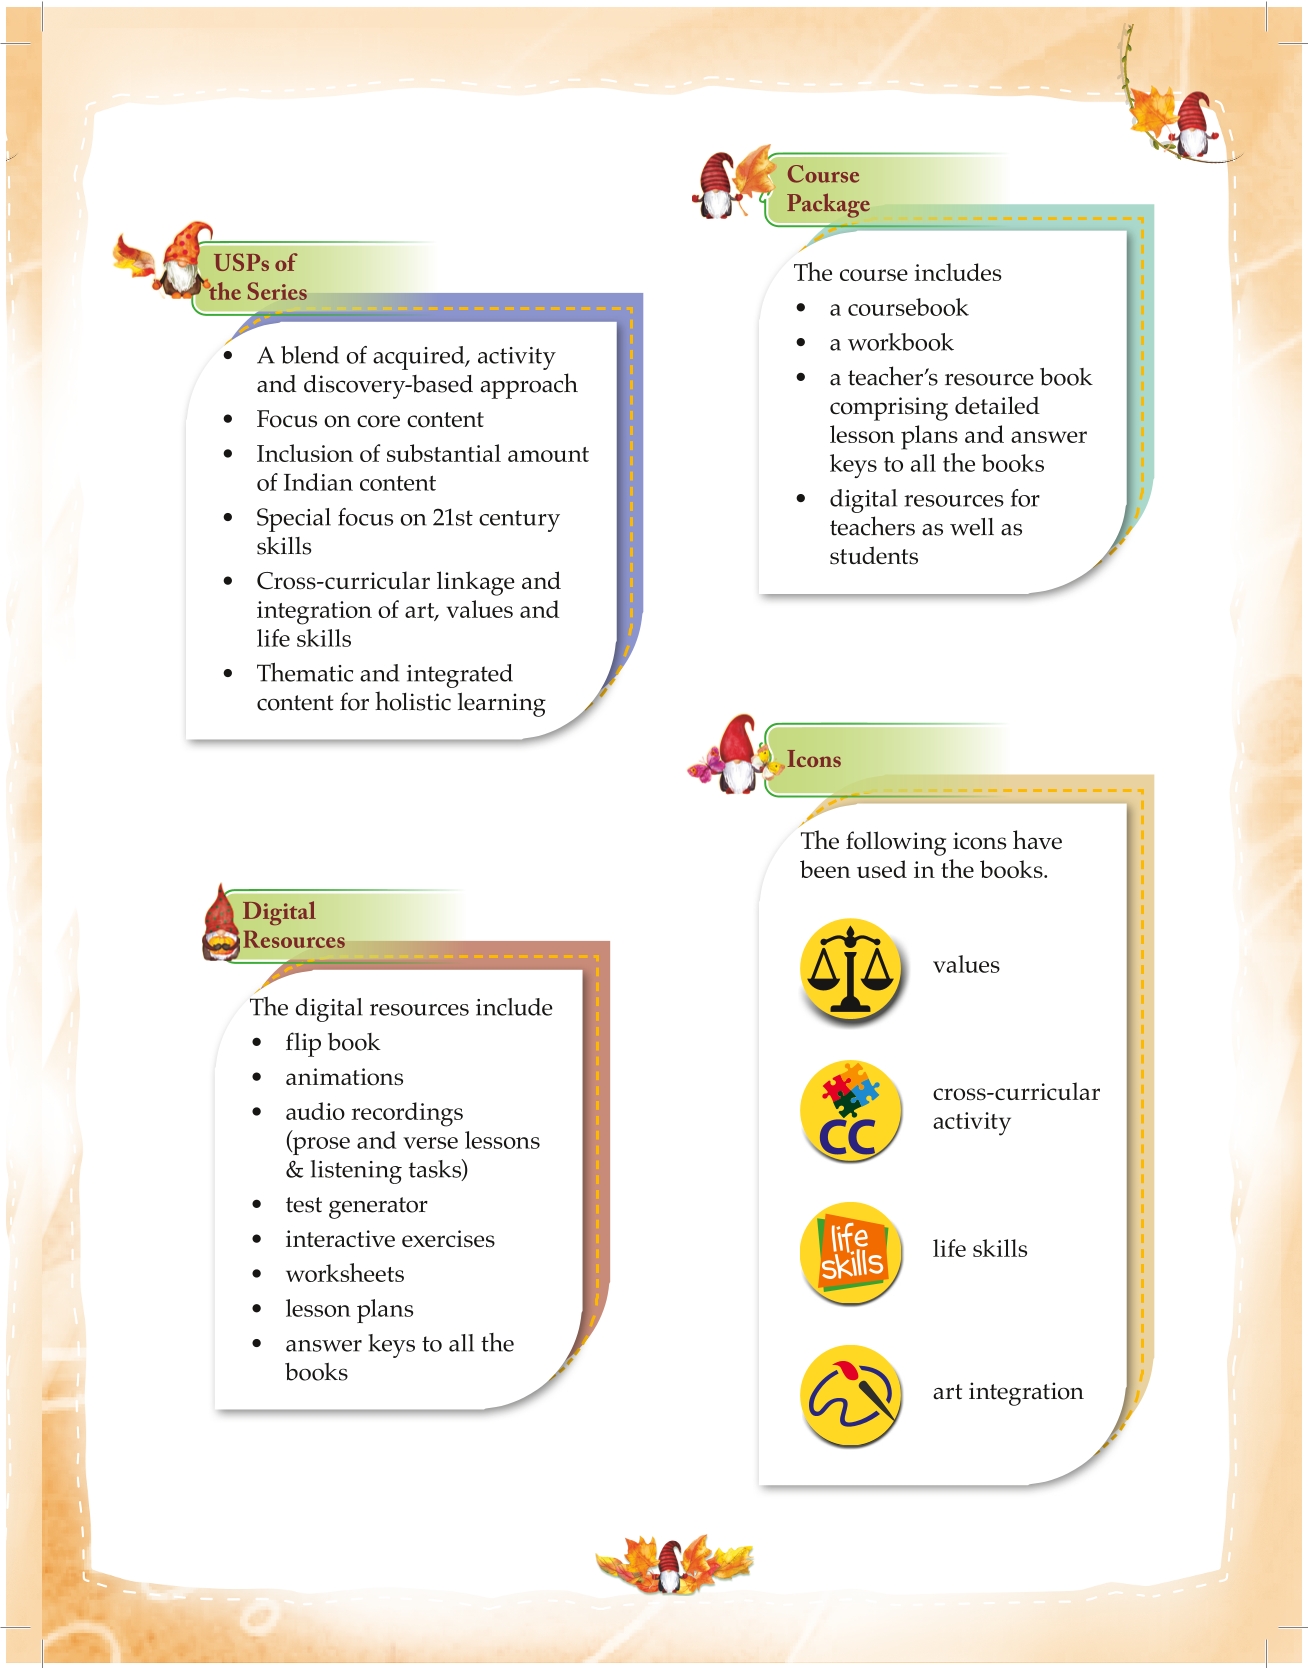 USPs of
the Series
• A blend of acquired, activity
and discovery-based approach
• Focus on core content
• Inclusion of substantial amount
of Indian content
• Special focus on 21st century
skills
• Cross-curricular linkage and
integration of art, values and
life skills
• Thematic and integrated
content for holistic learning
Digital
Resources
The digital resources include
• flip book
• animations
• audio recordings
(prose and verse lessons
& listening tasks)
• test generator
• interactive exercises
• worksheets
• lesson plans
• answer keys to all the
books
Course
Package
The course includes
• a coursebook
• a workbook
• a teacher’s resource book
comprising detailed
lesson plans and answer
keys to all the books
• digital resources for
teachers as well as
students
Icons
The following icons have
been used in the books.
values
CC
cross-curricular
activity
life
skills
life skills
art integration